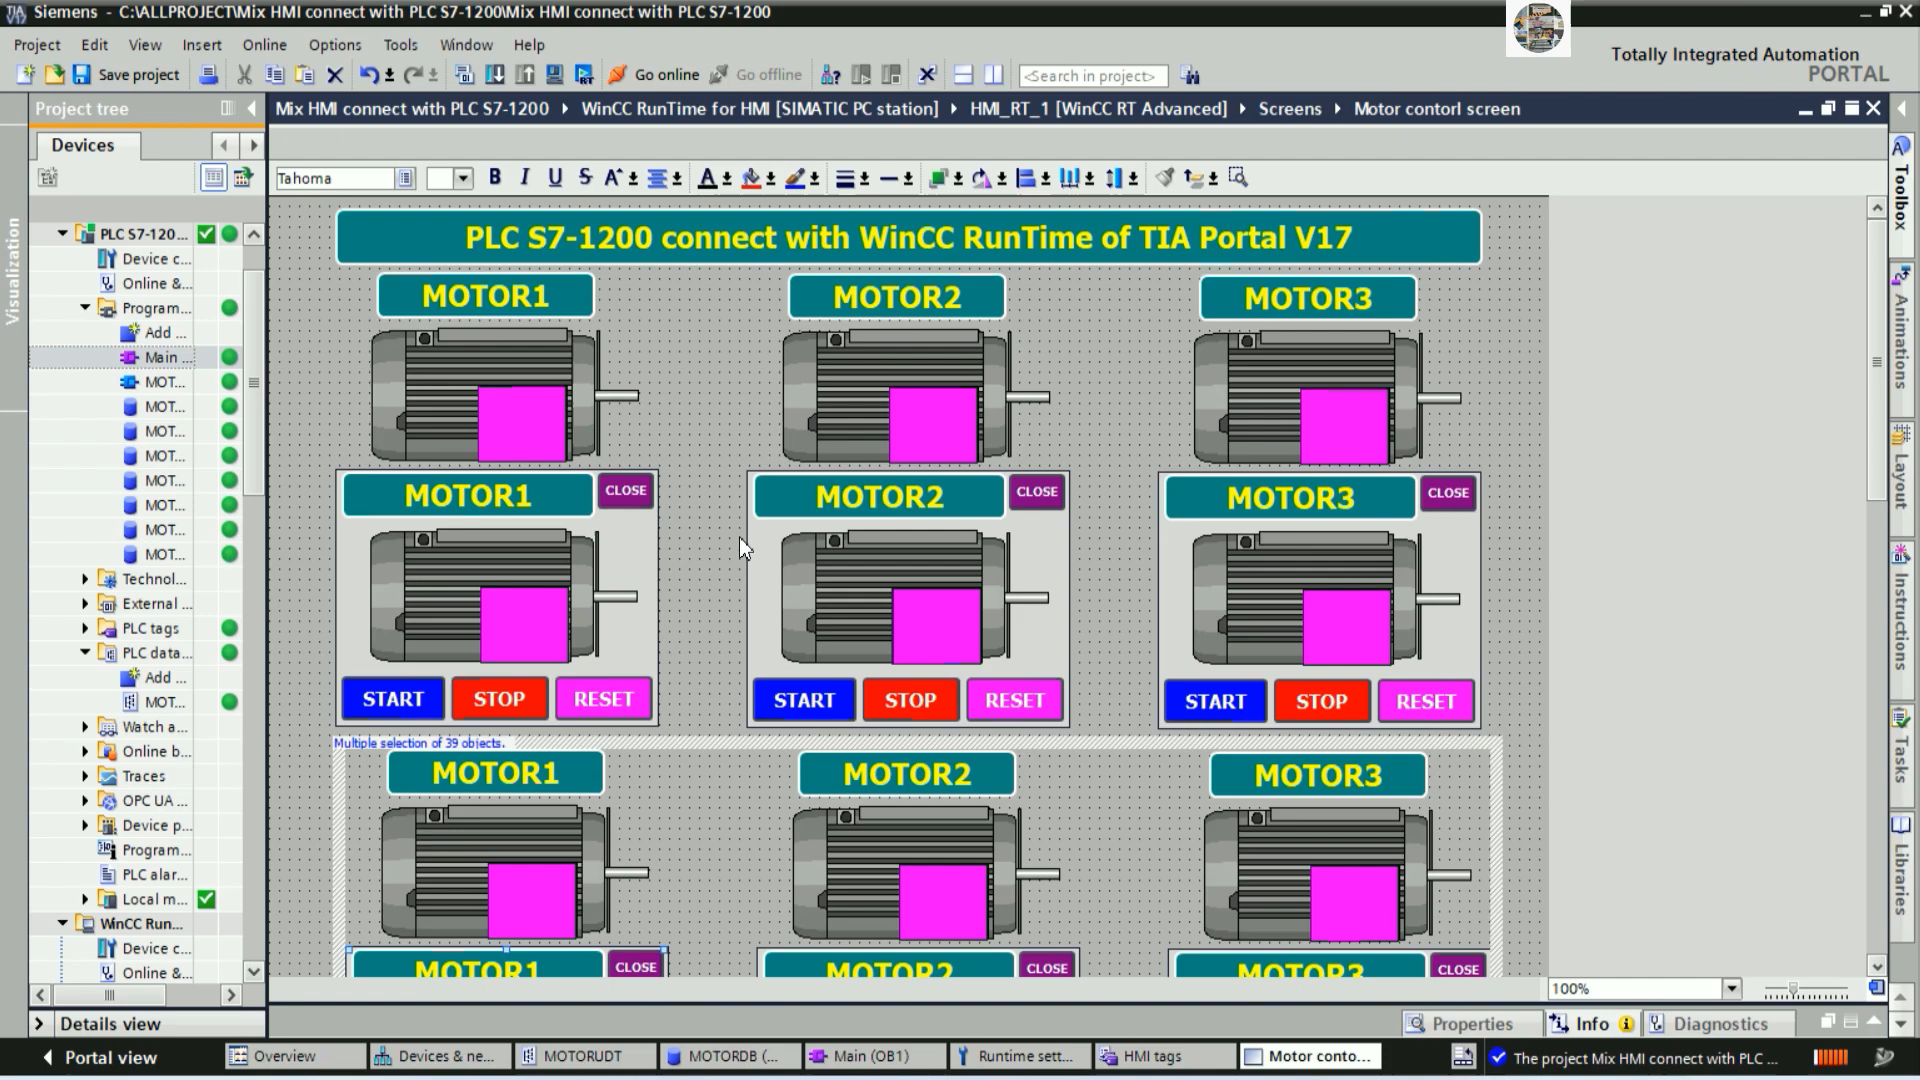 Siemens - C:\ALLPROJECT\Mix HMI connect with PLC S7-1200\Mix HMI connect with PLC S7-1200
Project Edit View Insert Online Options Tools Window Help
Totally Integrated Automation
PORTAL
Save project
Go online
Go offline
<Search in project>
Project tree
Mix HMI connect with PLC S7-1200 WinCC RunTime for HMI [SIMATIC PC station] HMI_RT_1 [WinCC RT Advanced] Screens Motor contorl screen
Devices
Tahoma
B I U S
Visualization
PLC S7-120...
Device c...
Online &...
Program...
Add ...
Main ...
MOT...
MOT...
MOT...
MOT...
MOT...
MOT...
MOT...
MOT...
Technol...
External ...
PLC tags
PLC data...
Add ...
MOT...
Watch a...
Online b...
Traces
OPC UA ...
Device p...
Program...
PLC alar...
Local m...
WinCC Run...
Device c...
Online &...
Details view
PLC S7-1200 connect with WinCC RunTime of TIA Portal V17
MOTOR1 MOTOR2 MOTOR3
MOTOR1 CLOSE MOTOR2 CLOSE MOTOR3 CLOSE
START STOP RESET START STOP RESET START STOP RESET
Multiple selection of 39 objects.
MOTOR1 MOTOR2 MOTOR3
MOTOR1 CLOSE MOTOR2 CLOSE MOTOR3 CLOSE
100%
Toolbox
Animations
Layout
Instructions
Tasks
Libraries
Properties Info Diagnostics
Portal view Overview Devices & ne... MOTORUDT MOTORDB (... Main (OB1) Runtime sett... HMI tags Motor conto... The project Mix HMI connect with PLC ...